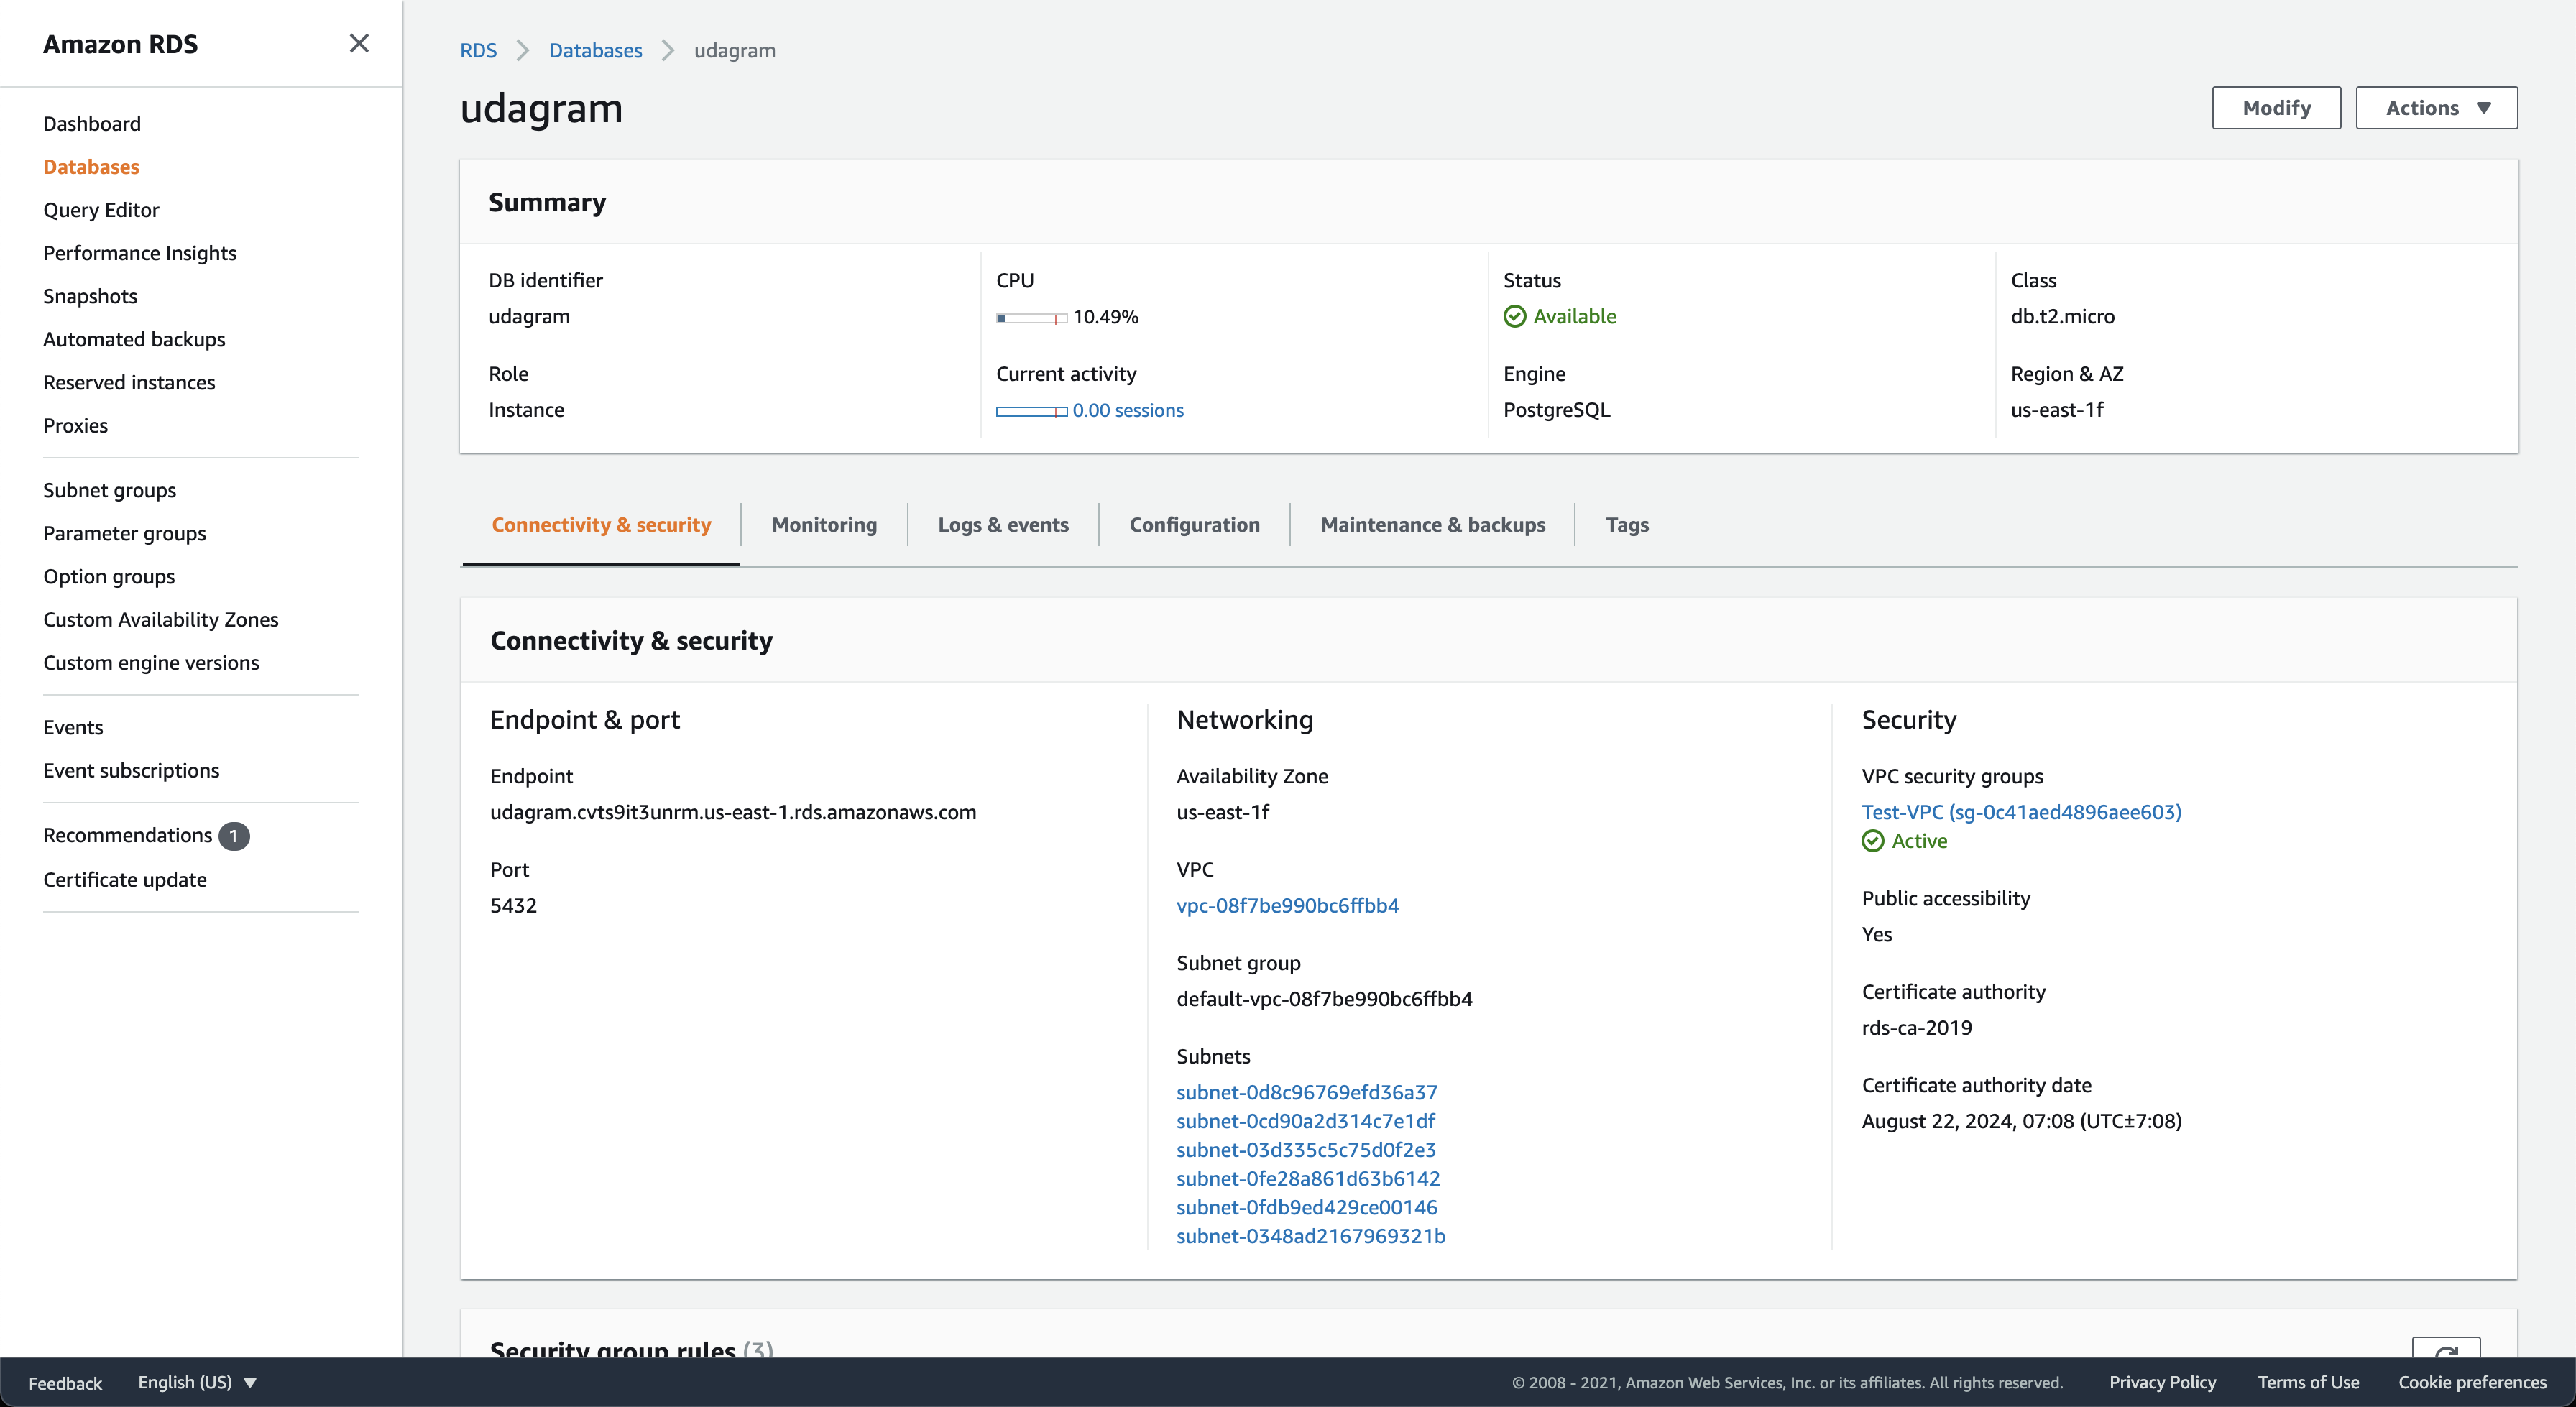 Amazon RDS
Dashboard
Databases
Query Editor
Performance Insights
Snapshots
Automated backups
Reserved instances
Proxies
Subnet groups
Parameter groups
Option groups
Custom Availability Zones
Custom engine versions
Events
Event subscriptions
Recommendations 1
Certificate update
RDS > Databases > udagram
udagram
Modify
Actions
Summary
DB identifier
udagram
CPU
10.49%
Status
Available
Class
db.t2.micro
Role
Instance
Current activity
0.00 sessions
Engine
PostgreSQL
Region & AZ
us-east-1f
Connectivity & security
Monitoring
Logs & events
Configuration
Maintenance & backups
Tags
Connectivity & security
Endpoint & port
Endpoint
udagram.cvts9it3unrm.us-east-1.rds.amazonaws.com
Port
5432
Networking
Availability Zone
us-east-1f
VPC
vpc-08f7be990bc6ffbb4
Subnet group
default-vpc-08f7be990bc6ffbb4
Subnets
subnet-0d8c96769efd36a37
subnet-0cd90a2d314c7e1df
subnet-03d335c5c75d0f2e3
subnet-0fe28a861d63b6142
subnet-0fdb9ed429ce00146
subnet-0348ad2167969321b
Security
VPC security groups
Test-VPC (sg-0c41aed4896aee603)
Active
Public accessibility
Yes
Certificate authority
rds-ca-2019
Certificate authority date
August 22, 2024, 07:08 (UTC±7:08)
Security group rules (3)
Feedback
English (US)
© 2008 - 2021, Amazon Web Services, Inc. or its affiliates. All rights reserved.
Privacy Policy
Terms of Use
Cookie preferences